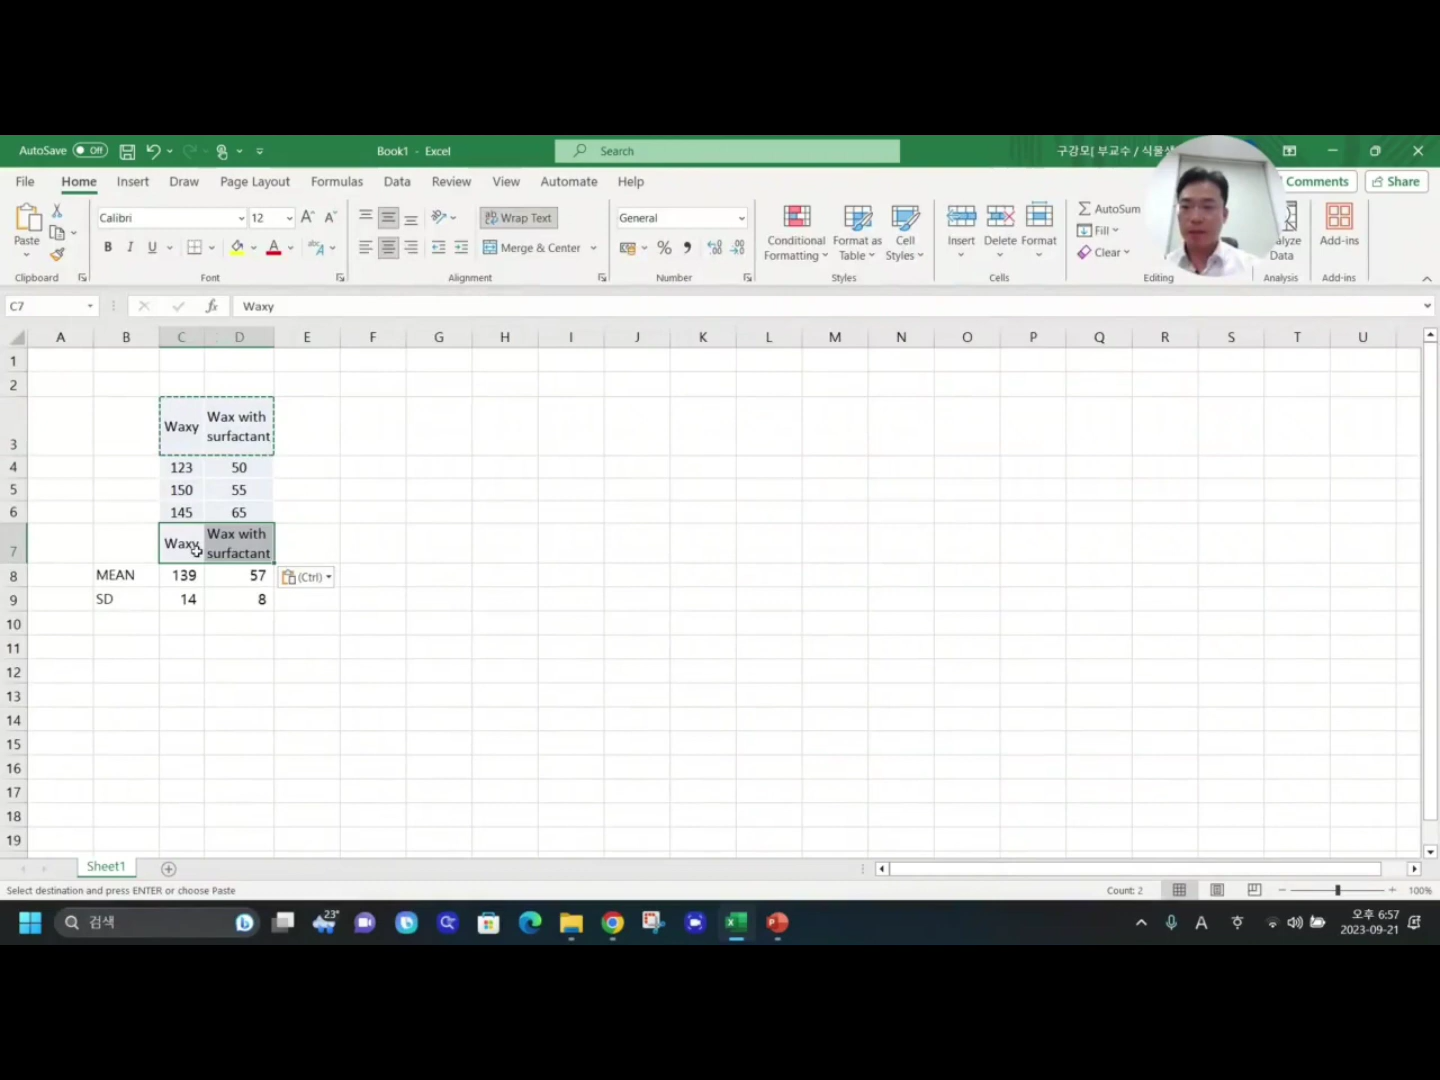 AutoSave Off
Book1 - Excel
Search
구강모[ 부교수 / 식물생
File Home Insert Draw Page Layout Formulas Data Review View Automate Help
Comments Share
Paste
Calibri 12
B I U
Wrap Text
Merge & Center
General
Conditional
Formatting
Format as
Table
Cell
Styles
Insert Delete Format
AutoSum
Fill
Clear
Data
Add-ins
Clipboard Font Alignment Number Styles Cells Editing Analysis Add-ins
C7 fx Waxy
A B C D E F G H I J K L M N O P Q R S T U
1
2
3 Waxy Wax with
surfactant
4 123 50
5 150 55
6 145 65
7 Waxy Wax with
surfactant
8 MEAN 139 57 (Ctrl)
9 SD 14 8
10
11
12
13
14
15
16
17
18
19
Sheet1
Select destination and press ENTER or choose Paste
Count: 2
100%
검색
23°
A
오후 6:57
2023-09-21